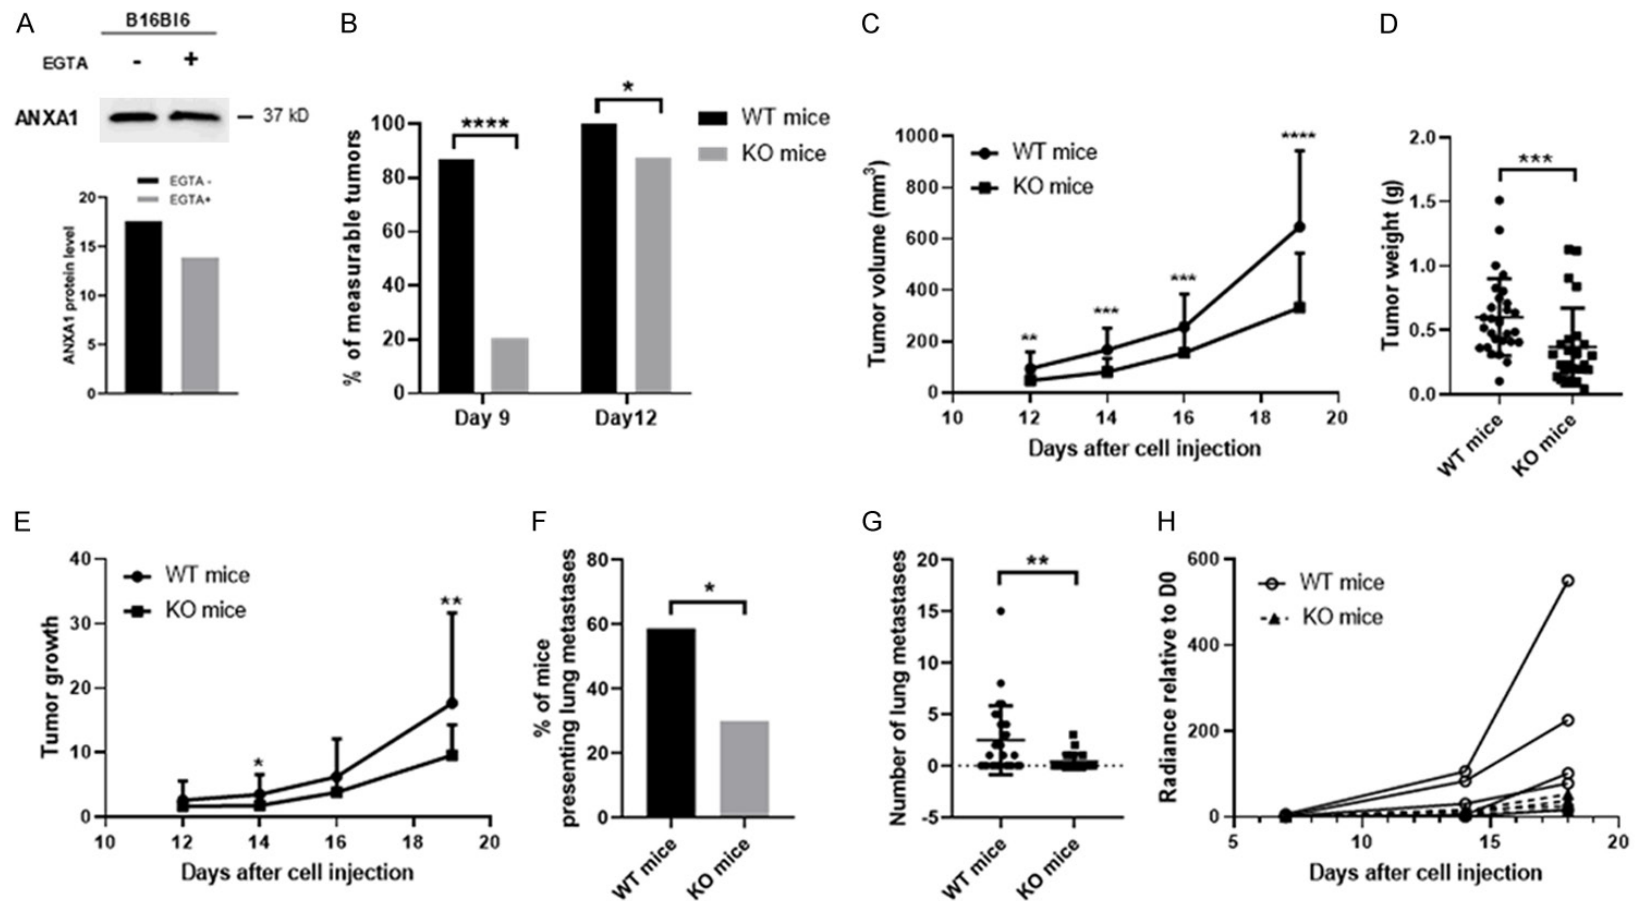 A
B16Bl6
EGTA - +
ANXA1
37 kD
EGTA -
EGTA+
ANXA1 protein level
20
15
10
5
0
B
% of measurable tumors
100
80
60
40
20
0
****
*
WT mice
KO mice
Day 9
Day12
C
Tumor volume (mm3)
1000
800
600
400
200
0
WT mice
KO mice
**
***
***
****
10 12 14 16 18 20
Days after cell injection
D
Tumor weight (g)
2.0
1.5
1.0
0.5
0.0
***
WT mice
KO mice
E
Tumor growth
40
30
20
10
0
WT mice
KO mice
*
**
10 12 14 16 18 20
Days after cell injection
F
% of mice
presenting lung metastases
80
60
40
20
0
*
WT mice
KO mice
G
Number of lung metastases
20
15
10
5
0
-5
**
WT mice
KO mice
H
Radiance relative to D0
600
400
200
0
WT mice
KO mice
5 10 15 20
Days after cell injection